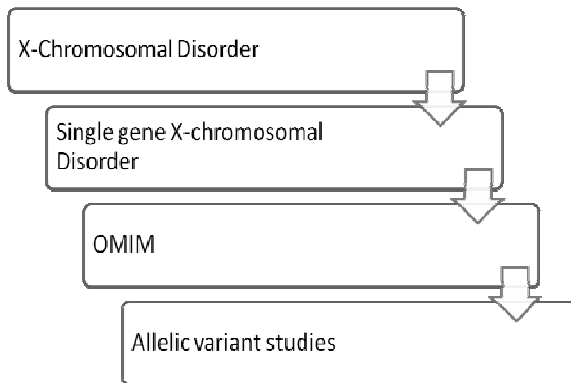 X-Chromosomal Disorder
Single gene X-chromosomal
Disorder
OMIM
Allelic variant studies